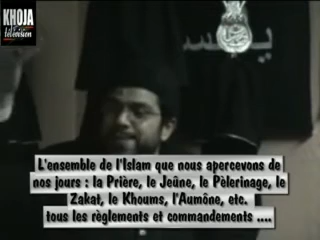 KHOJA
télévision
L'ensemble de l'Islam que nous apercevons de
nos jours : la Prière, le Jeûne, le Pèlerinage, le
Zakat, le Khoums, l'Aumône, etc.
tous les règlements et commandements ....